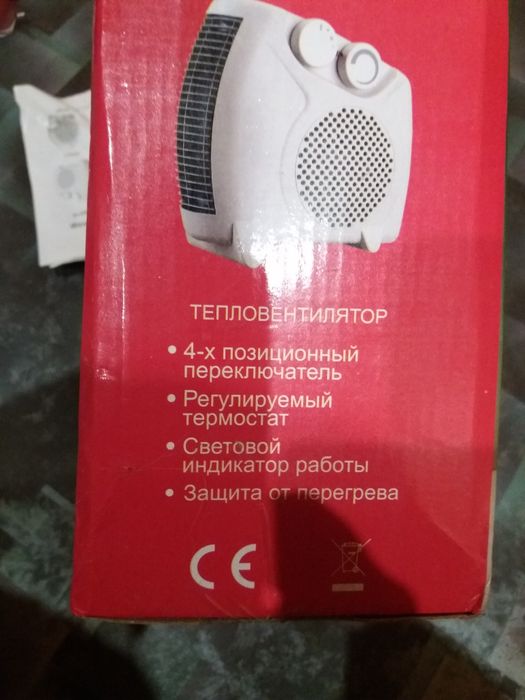 ТЕПЛОВЕНТИЛЯТОР
• 4-х позиционный
переключатель
• Регулируемый
термостат
• Световой
индикатор работы
• Защита от перегрева
CE